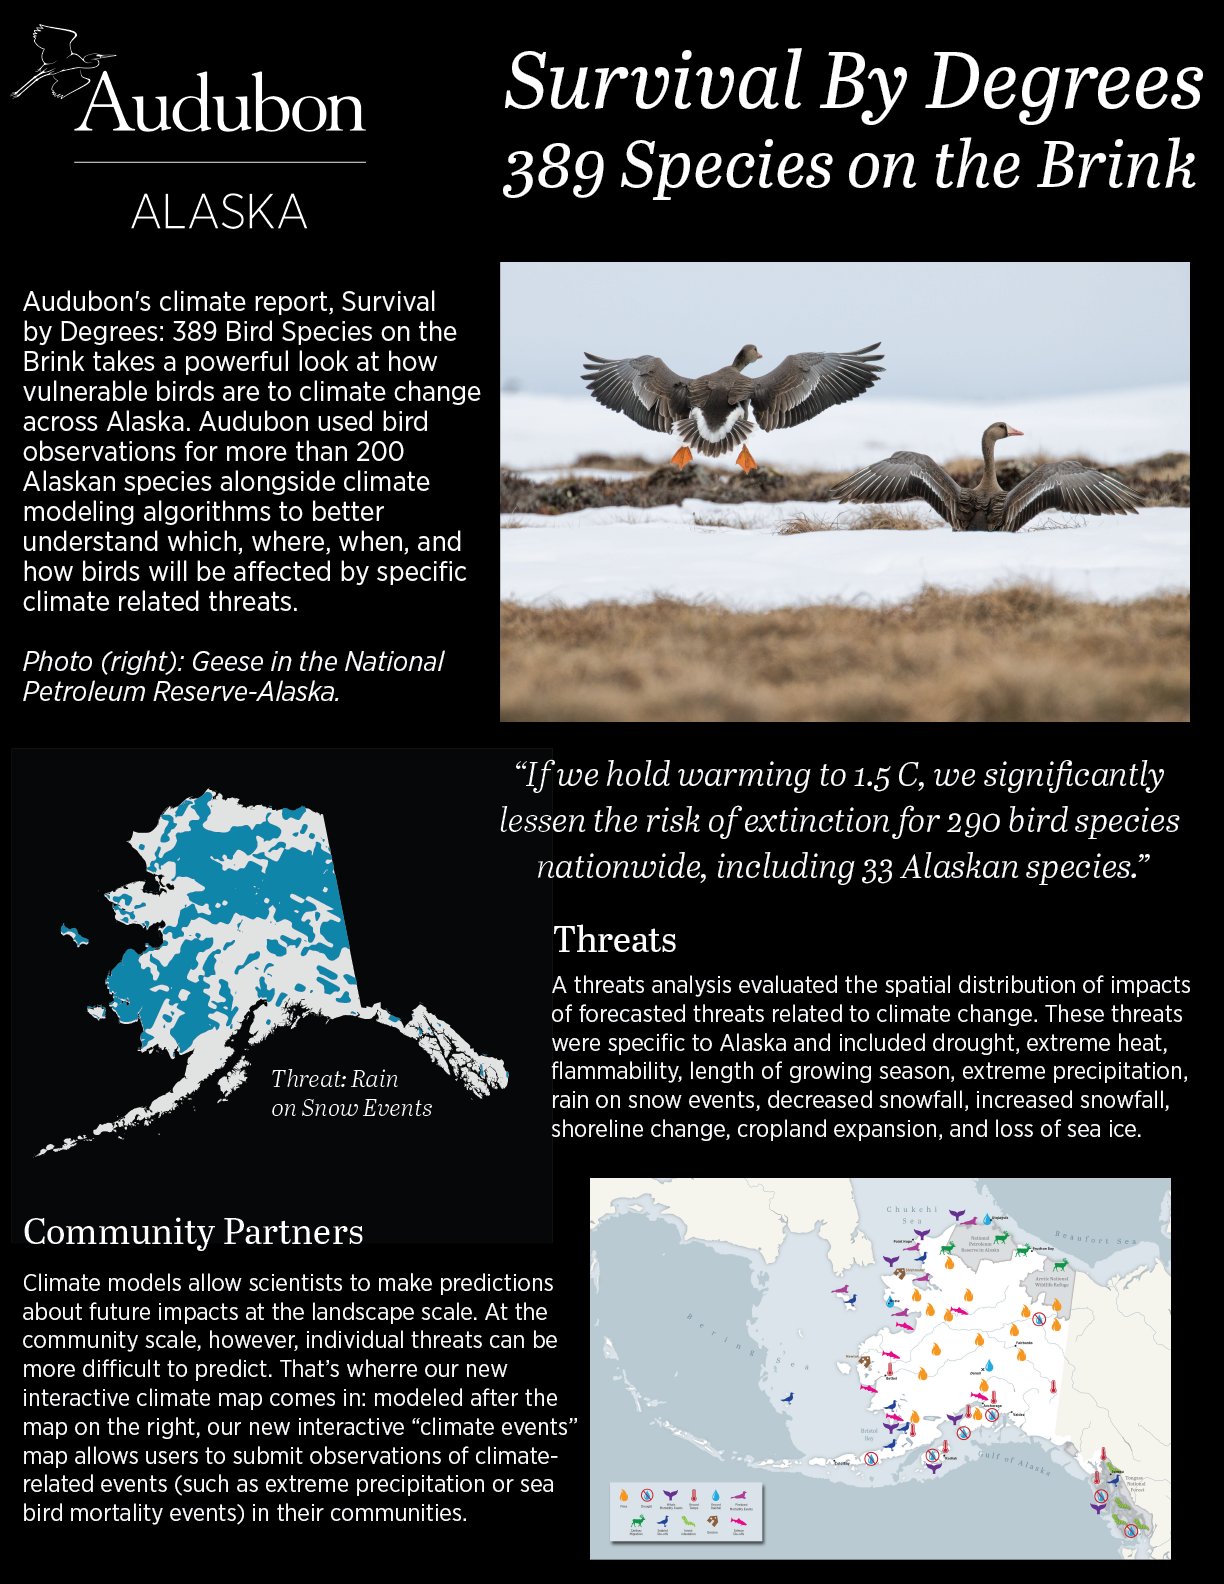 Audubon
ALASKA
Survival By Degrees
389 Species on the Brink
Audubon's climate report, Survival
by Degrees: 389 Bird Species on the
Brink takes a powerful look at how
vulnerable birds are to climate change
across Alaska. Audubon used bird
observations for more than 200
Alaskan species alongside climate
modeling algorithms to better
understand which, where, when, and
how birds will be affected by specific
climate related threats.
Photo (right): Geese in the National
Petroleum Reserve-Alaska.
“If we hold warming to 1.5 C, we significantly
lessen the risk of extinction for 290 bird species
nationwide, including 33 Alaskan species.”
Threat: Rain
on Snow Events
Threats
A threats analysis evaluated the spatial distribution of impacts
of forecasted threats related to climate change. These threats
were specific to Alaska and included drought, extreme heat,
flammability, length of growing season, extreme precipitation,
rain on snow events, decreased snowfall, increased snowfall,
shoreline change, cropland expansion, and loss of sea ice.
Community Partners
Climate models allow scientists to make predictions
about future impacts at the landscape scale. At the
community scale, however, individual threats can be
more difficult to predict. That’s wherre our new
interactive climate map comes in: modeled after the
map on the right, our new interactive “climate events”
map allows users to submit observations of climate-
related events (such as extreme precipitation or sea
bird mortality events) in their communities.
Chukchi
Sea
Beaufort Sea
National
Petroleum
Reserve in Alaska
Arctic National
Wildlife Refuge
Bering Sea
Bristol
Bay
Gulf of Alaska
Tongass
National
Forest